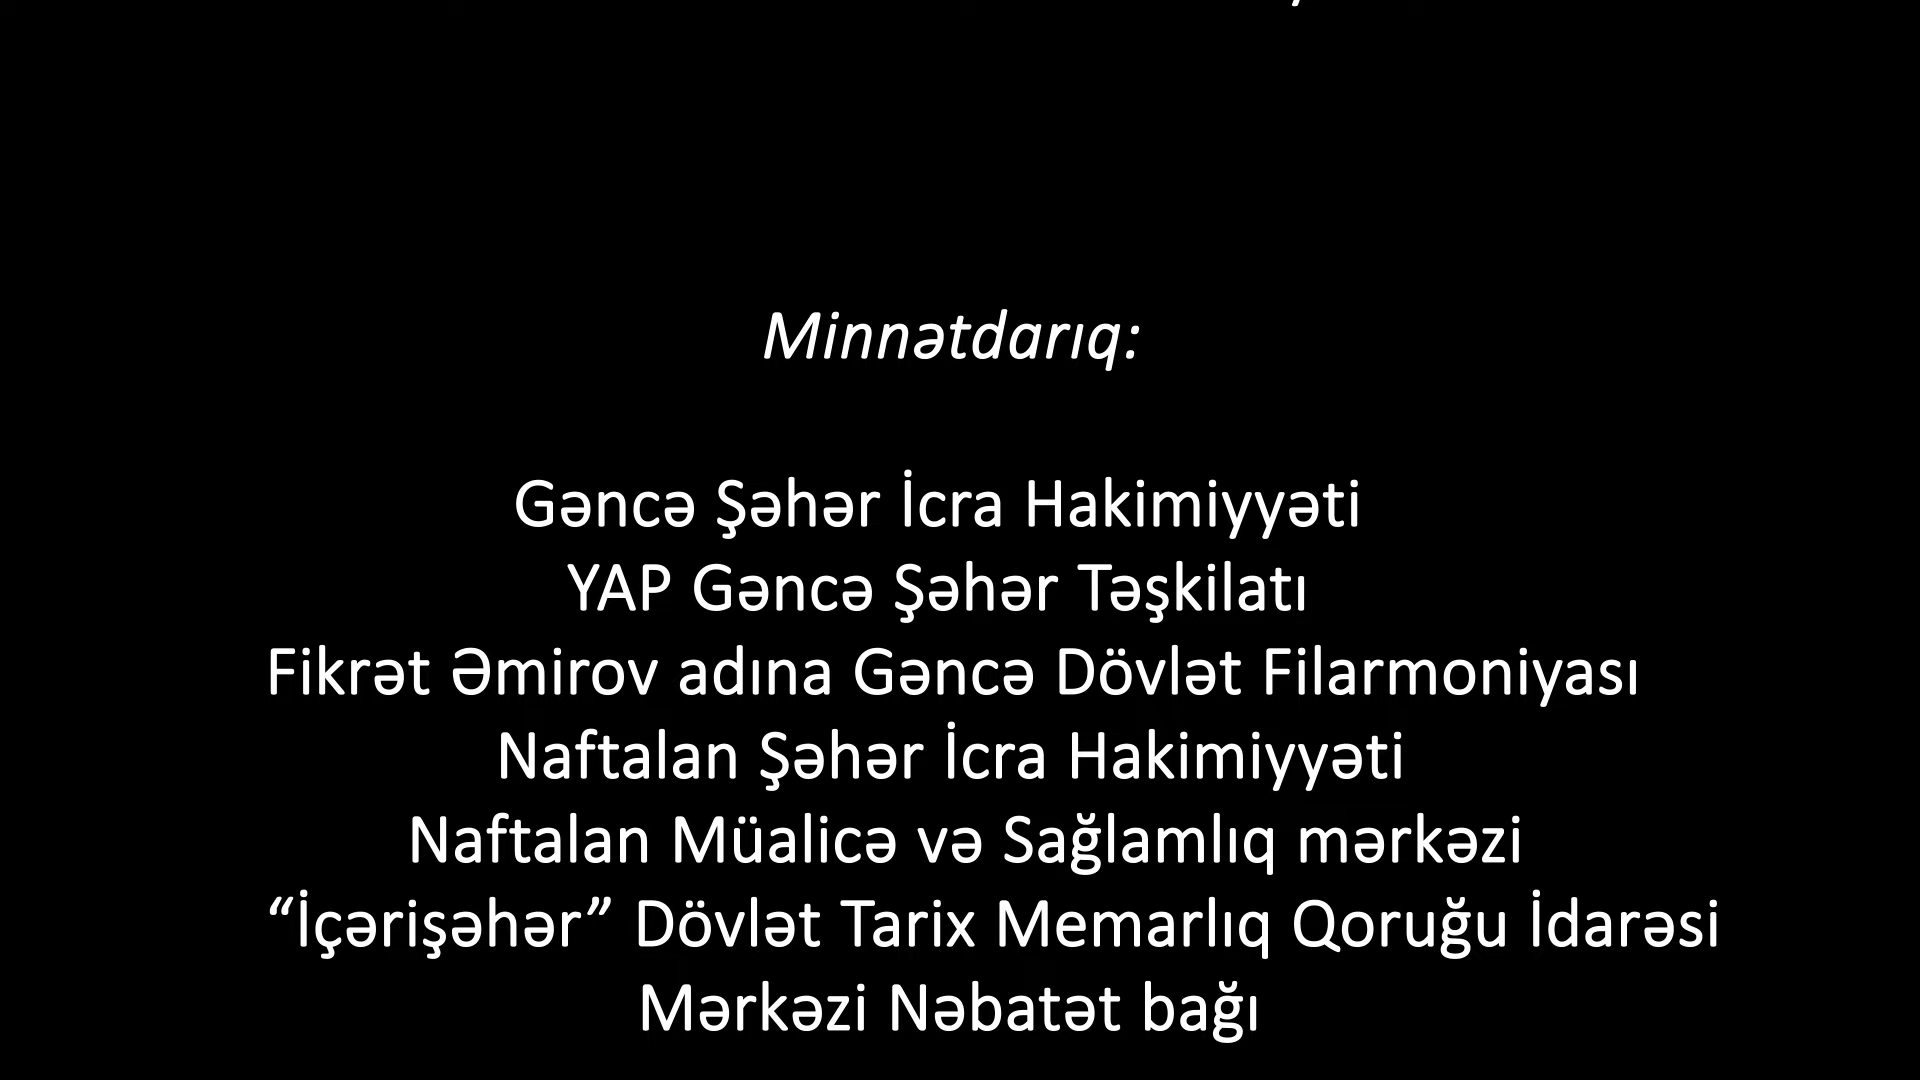 Minnətdarıq:
Gəncə Şəhər İcra Hakimiyyəti
YAP Gəncə Şəhər Təşkilatı
Fikrət Əmirov adına Gəncə Dövlət Filarmoniyası
Naftalan Şəhər İcra Hakimiyyəti
Naftalan Müalicə və Sağlamlıq mərkəzi
“İçərişəhər” Dövlət Tarix Memarlıq Qoruğu İdarəsi
Mərkəzi Nəbatət bağı